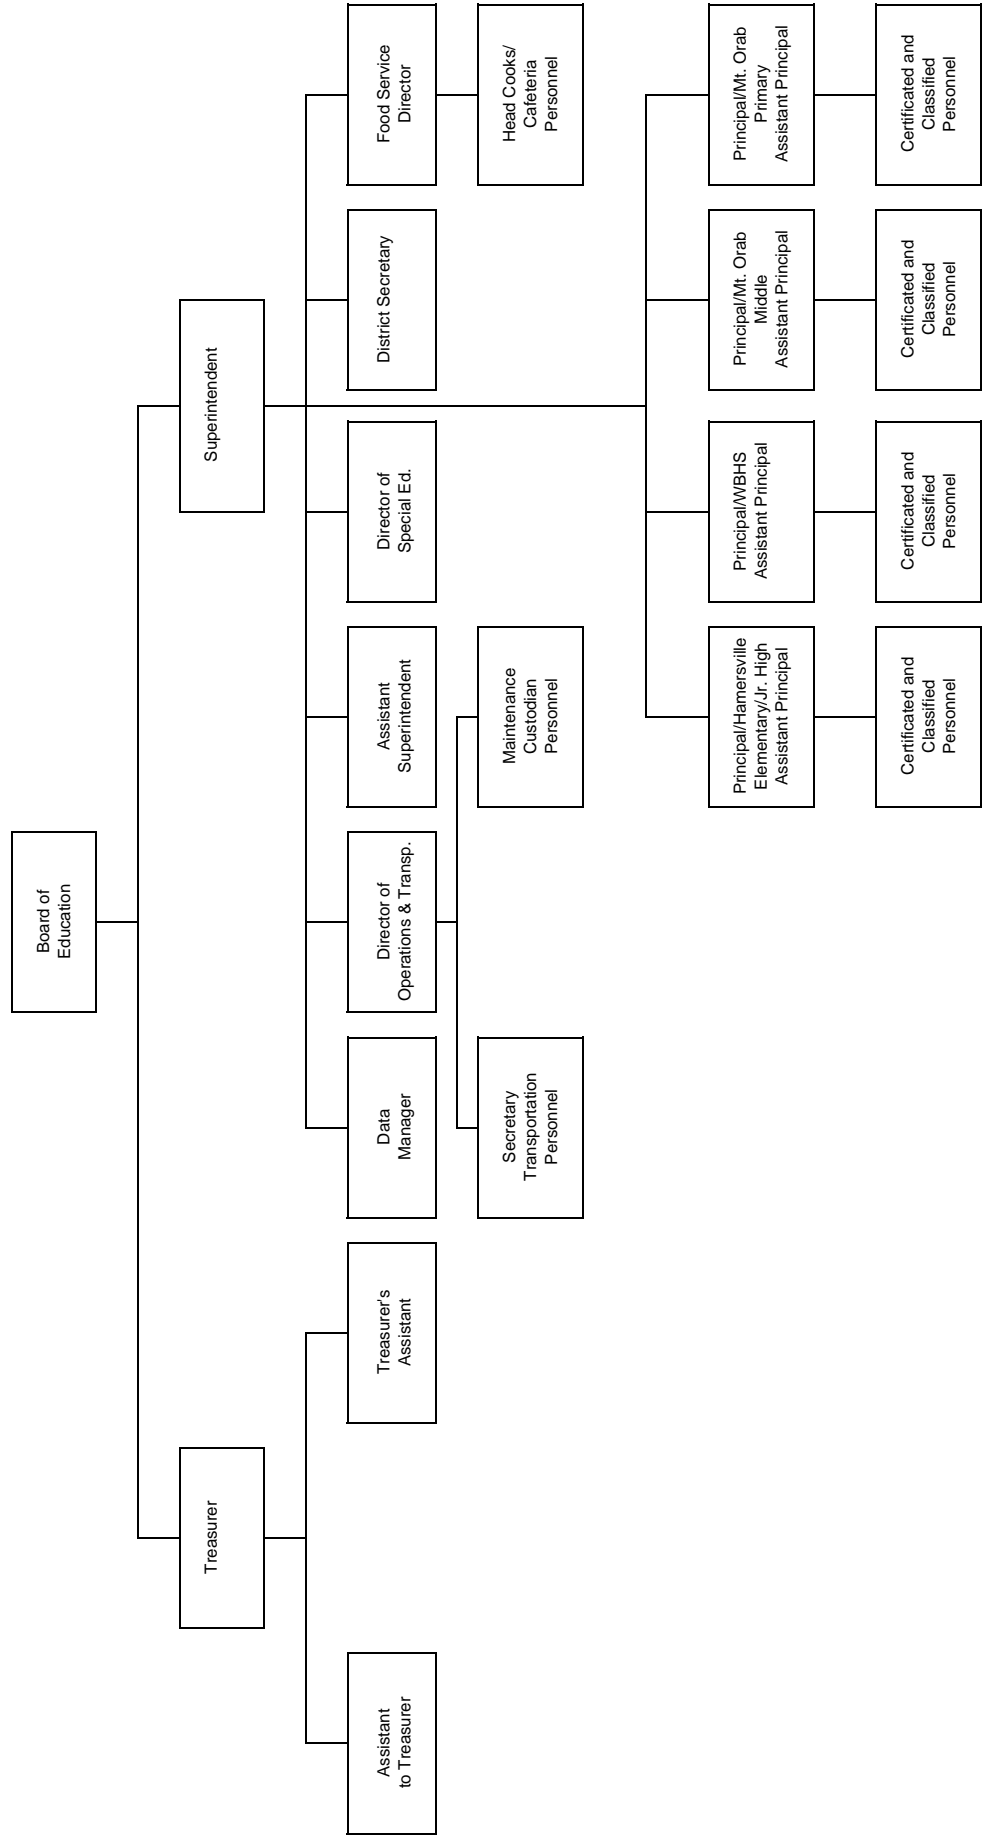 Board of
Education
Treasurer
Superintendent
Assistant
to Treasurer
Treasurer's
Assistant
Data
Manager
Director of
Operations & Transp.
Assistant
Superintendent
Director of
Special Ed.
District Secretary
Food Service
Director
Secretary
Transportation
Personnel
Maintenance
Custodian
Personnel
Head Cooks/
Cafeteria
Personnel
Principal/Hamersville
Elementary/Jr. High
Assistant Principal
Principal/WBHS
Assistant Principal
Principal/Mt. Orab
Middle
Assistant Principal
Principal/Mt. Orab
Primary
Assistant Principal
Certificated and
Classified
Personnel
Certificated and
Classified
Personnel
Certificated and
Classified
Personnel
Certificated and
Classified
Personnel